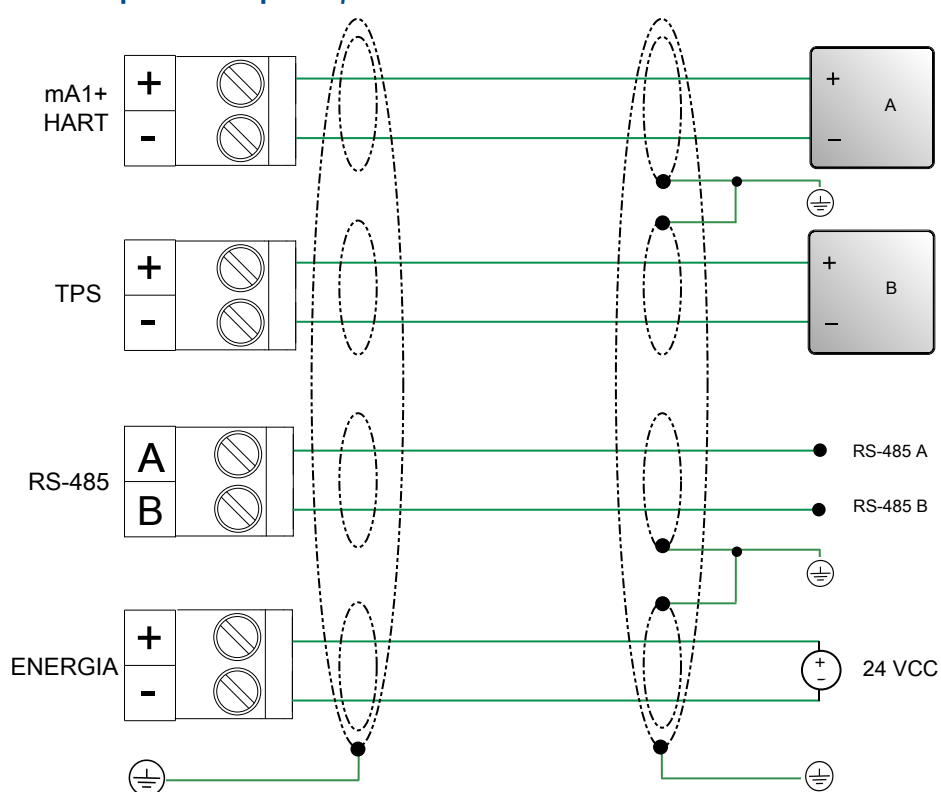 mA1+
HART
+
-
+
-
A
TPS
+
-
+
-
B
RS-485
A
B
RS-485 A
RS-485 B
ENERGIA
+
-
+
-
24 VCC